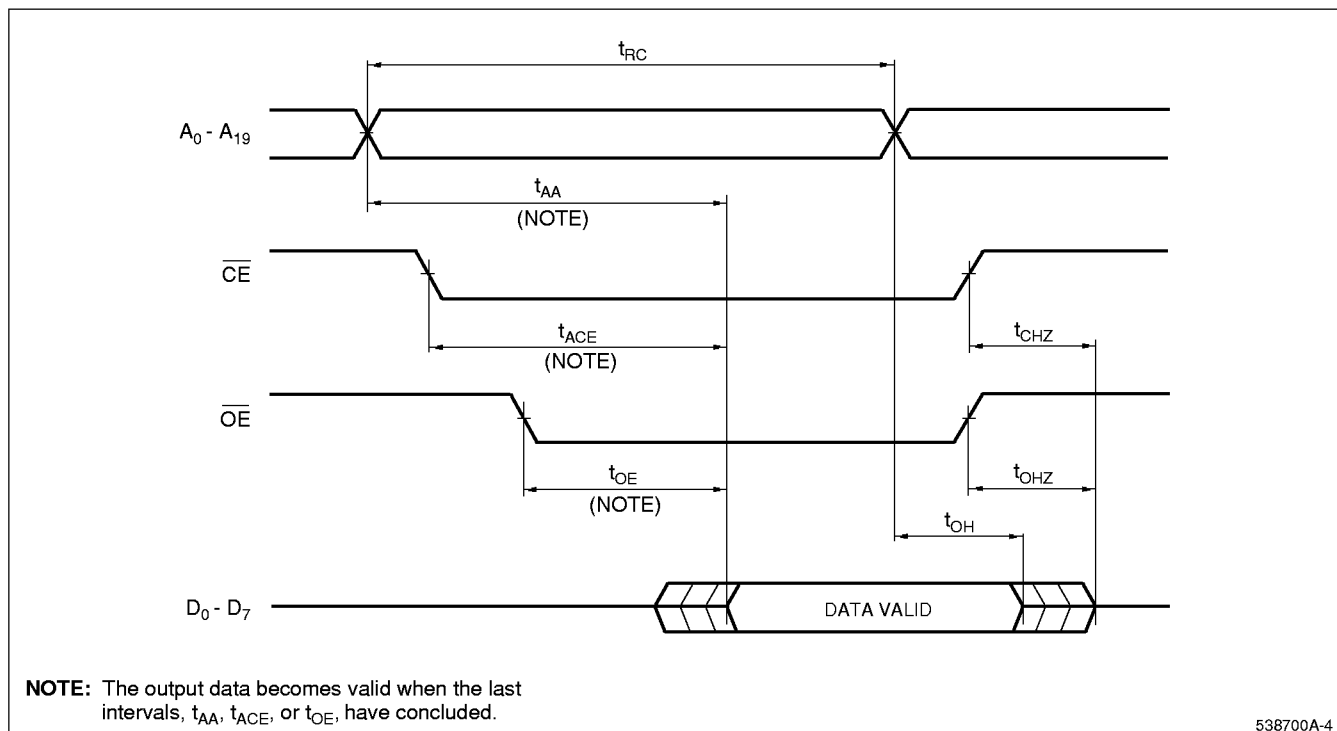 tRC
A0 - A19
tAA
(NOTE)
CE
tACE
(NOTE)
tCHZ
OE
tOE
(NOTE)
tOHZ
tOH
D0 - D7
DATA VALID
NOTE: The output data becomes valid when the last
intervals, tAA, tACE, or tOE, have concluded.
538700A-4